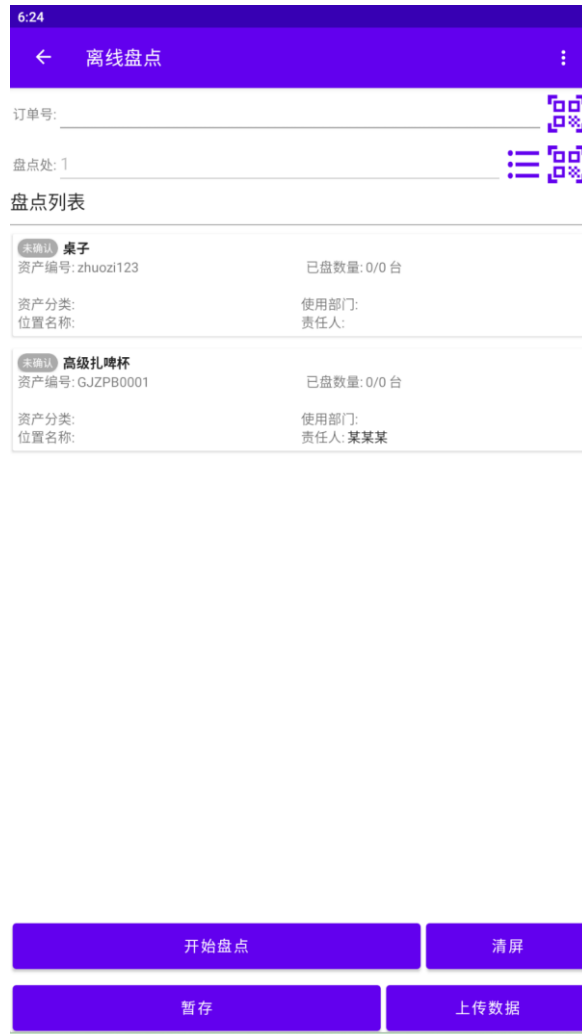 6:24
离线盘点
订单号:
盘点处: 1
盘点列表
未确认 桌子
资产编号: zhuozi123 已盘数量: 0/0 台
资产分类: 使用部门:
位置名称: 责任人:
未确认 高级扎啤杯
资产编号: GJZPB0001 已盘数量: 0/0 台
资产分类: 使用部门:
位置名称: 责任人: 某某某
开始盘点 清屏
暂存 上传数据